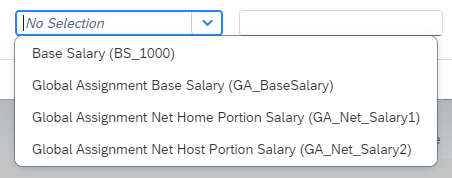 No Selection
Base Salary (BS_1000)
Global Assignment Base Salary (GA_BaseSalary)
Global Assignment Net Home Portion Salary (GA_Net_Salary1)
Global Assignment Net Host Portion Salary (GA_Net_Salary2)